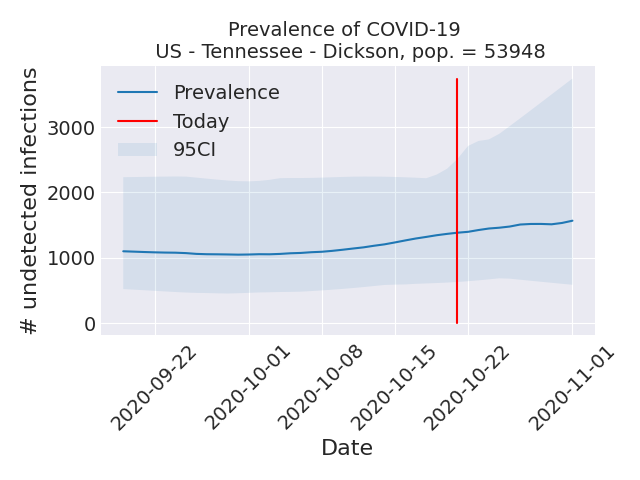 Prevalence of COVID-19
US - Tennessee - Dickson, pop. = 53948
Prevalence
Today
95CI
# undetected infections
3000
2000
1000
0
2020-09-22
2020-10-01
2020-10-08
2020-10-15
2020-10-22
2020-11-01
Date